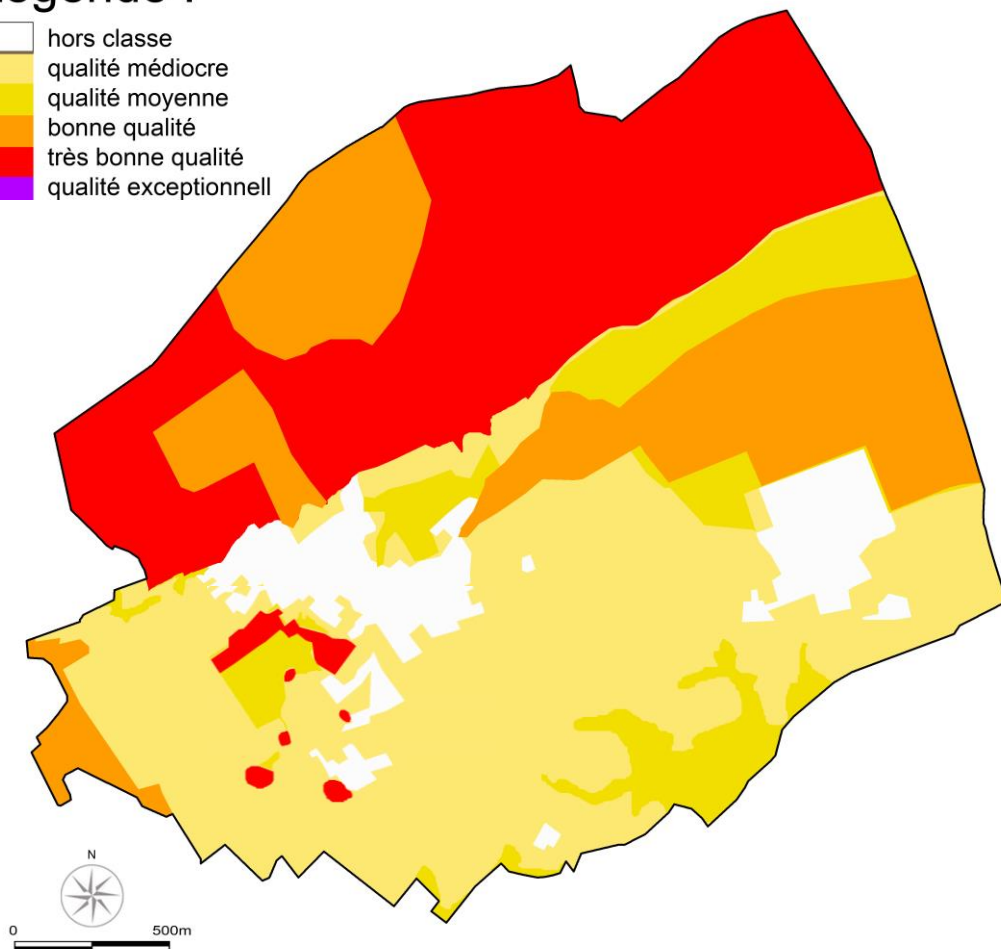 hors classe
qualité médiocre
qualité moyenne
bonne qualité
très bonne qualité
qualité exceptionnell
N
0 500m